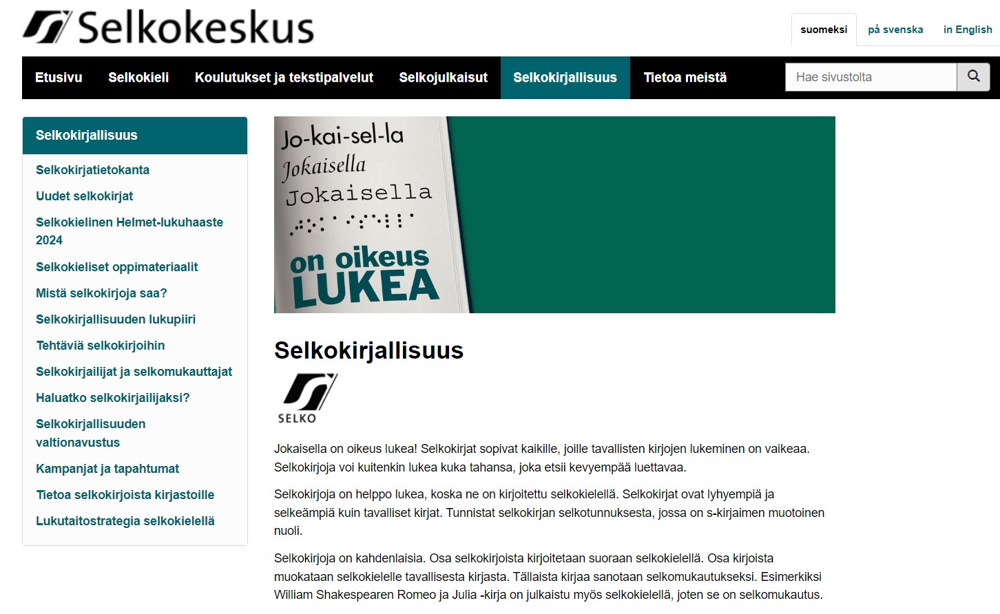 Selkokeskus
suomeksi
på svenska
in English
Etusivu
Selkokieli
Koulutukset ja tekstipalvelut
Selkojulkaisut
Selkokirjallisuus
Tietoa meistä
Hae sivustolta
Selkokirjallisuus
Selkokirjatietokanta
Uudet selkokirjat
Selkokielinen Helmet-lukuhaaste
2024
Selkokieliset oppimateriaalit
Mistä selkokirjoja saa?
Selkokirjallisuuden lukupiiri
Tehtäviä selkokirjoihin
Selkokirjailijat ja selkomukauttajat
Haluatko selkokirjailijaksi?
Selkokirjallisuuden
valtionavustus
Kampanjat ja tapahtumat
Tietoa selkokirjoista kirjastoille
Lukutaitostrategia selkokielellä
Jo-kai-sel-la
Jokaisella
Jokaisella
on oikeus
LUKEA
Selkokirjallisuus
SELKO
Jokaisella on oikeus lukea! Selkokirjat sopivat kaikille, joille tavallisten kirjojen lukeminen on vaikeaa.
Selkokirjoja voi kuitenkin lukea kuka tahansa, joka etsii kevyempää luettavaa.
Selkokirjoja on helppo lukea, koska ne on kirjoitettu selkokielellä. Selkokirjat ovat lyhyempiä ja
selkeämpiä kuin tavalliset kirjat. Tunnistat selkokirjan selkotunnuksesta, jossa on s-kirjaimen muotoinen
nuoli.
Selkokirjoja on kahdenlaisia. Osa selkokirjoista kirjoitetaan suoraan selkokielellä. Osa kirjoista
muokataan selkokielelle tavallisesta kirjasta. Tällaista kirjaa sanotaan selkomukautukseksi. Esimerkiksi
William Shakespearen Romeo ja Julia -kirja on julkaistu myös selkokielellä, joten se on selkomukautus.